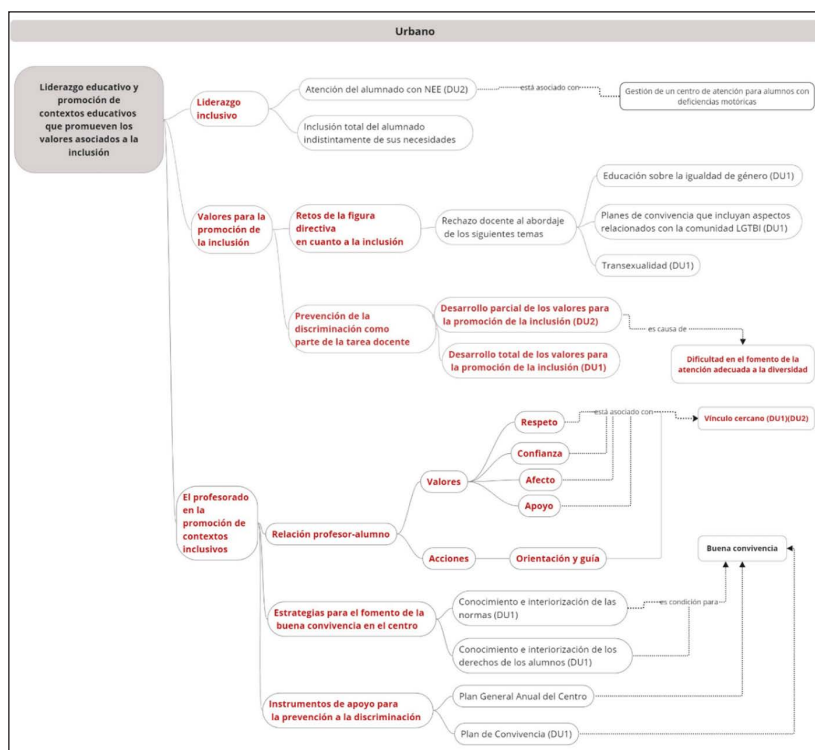 Urbano
Liderazgo educativo y
promoción de
contextos educativos
que promueven los
valores asociados a la
inclusión
Liderazgo
inclusivo
Atención del alumnado con NEE (DU2)
está asociado con
Gestión de un centro de atención para alumnos con
deficiencias motóricas
Inclusión total del alumnado
indistintamente de sus necesidades
Valores para la
promoción de
la inclusión
Retos de la figura
directiva
en cuanto a la inclusión
Rechazo docente al abordaje
de los siguientes temas
Educación sobre la igualdad de género (DU1)
Planes de convivencia que incluyan aspectos
relacionados con la comunidad LGTBI (DU1)
Transexualidad (DU1)
Prevención de la
discriminación como
parte de la tarea docente
Desarrollo parcial de los valores para
la promoción de la inclusión (DU2)
es causa de
Dificultad en el fomento de la
atención adecuada a la diversidad
Desarrollo total de los valores para
la promoción de la inclusión (DU1)
El profesorado
en la
promoción de
contextos
inclusivos
Relación profesor-alumno
Valores
Respeto
Confianza
Afecto
Apoyo
está asociado con
Vínculo cercano (DU1)(DU2)
Acciones
Orientación y guía
Buena convivencia
Estrategias para el fomento de la
buena convivencia en el centro
Conocimiento e interiorización de las
normas (DU1)
es condición para
Conocimiento e interiorización de los
derechos de los alumnos (DU1)
Instrumentos de apoyo para
la prevención a la discriminación
Plan General Anual del Centro
Plan de Convivencia (DU1)